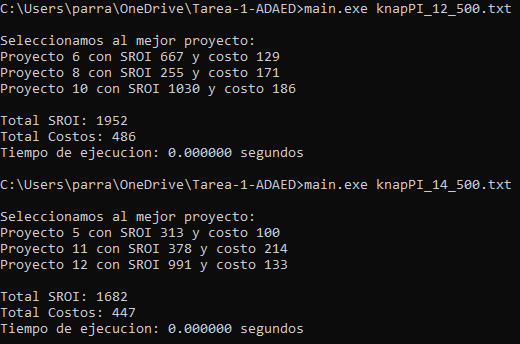 C:\Users\parra\OneDrive\Tarea-1-ADAED>main.exe knapPI_12_500.txt
Seleccionamos al mejor proyecto:
Proyecto 6 con SROI 667 y costo 129
Proyecto 8 con SROI 255 y costo 171
Proyecto 10 con SROI 1030 y costo 186
Total SROI: 1952
Total Costos: 486
Tiempo de ejecucion: 0.000000 segundos
C:\Users\parra\OneDrive\Tarea-1-ADAED>main.exe knapPI_14_500.txt
Seleccionamos al mejor proyecto:
Proyecto 5 con SROI 313 y costo 100
Proyecto 11 con SROI 378 y costo 214
Proyecto 12 con SROI 991 y costo 133
Total SROI: 1682
Total Costos: 447
Tiempo de ejecucion: 0.000000 segundos